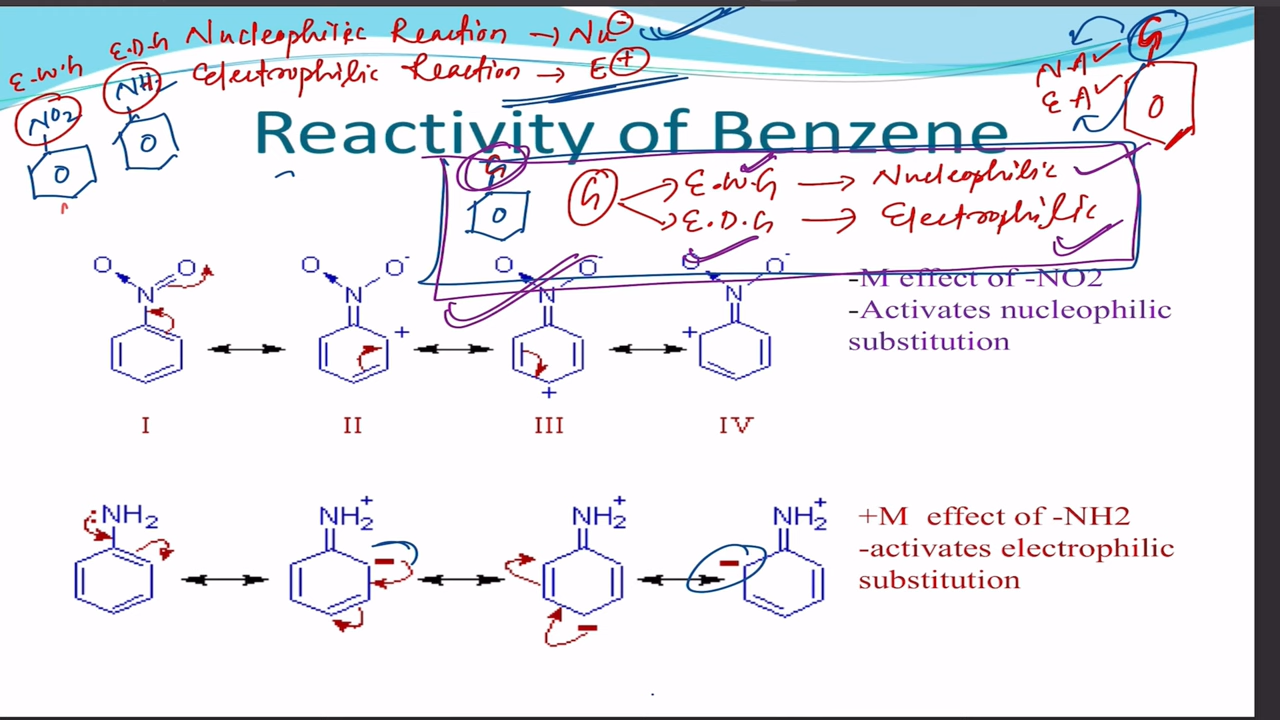 Nucleophilic Reaction → Nu⊖
Electrophilic Reaction → E⊕
E.W.G
E.D.G
NO2
NH2
G
N.A
E.A
Reactivity of Benzene
G
G → E.W.G → Nucleophilic
→ E.D.G → Electrophilic
O O
N
O O-
N
+
O O-
N
+
O O-
N
+
-M effect of -NO2
-Activates nucleophilic
substitution
I II III IV
:NH2
NH2+
NH2+
NH2+
+M effect of -NH2
-activates electrophilic
substitution